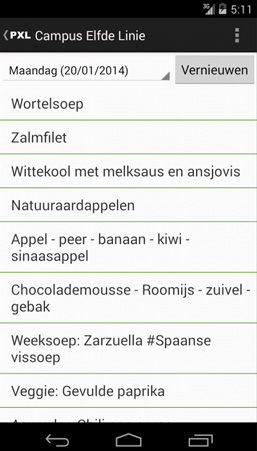 3G 5:11
PXL Campus Elfde Linie
Maandag (20/01/2014) Vernieuwen
Wortelsoep
Zalmfilet
Wittekool met melksaus en ansjovis
Natuuraardappelen
Appel - peer - banaan - kiwi -
sinaasappel
Chocolademousse - Roomijs - zuivel -
gebak
Weeksoep: Zarzuella #Spaanse
vissoep
Veggie: Gevulde paprika